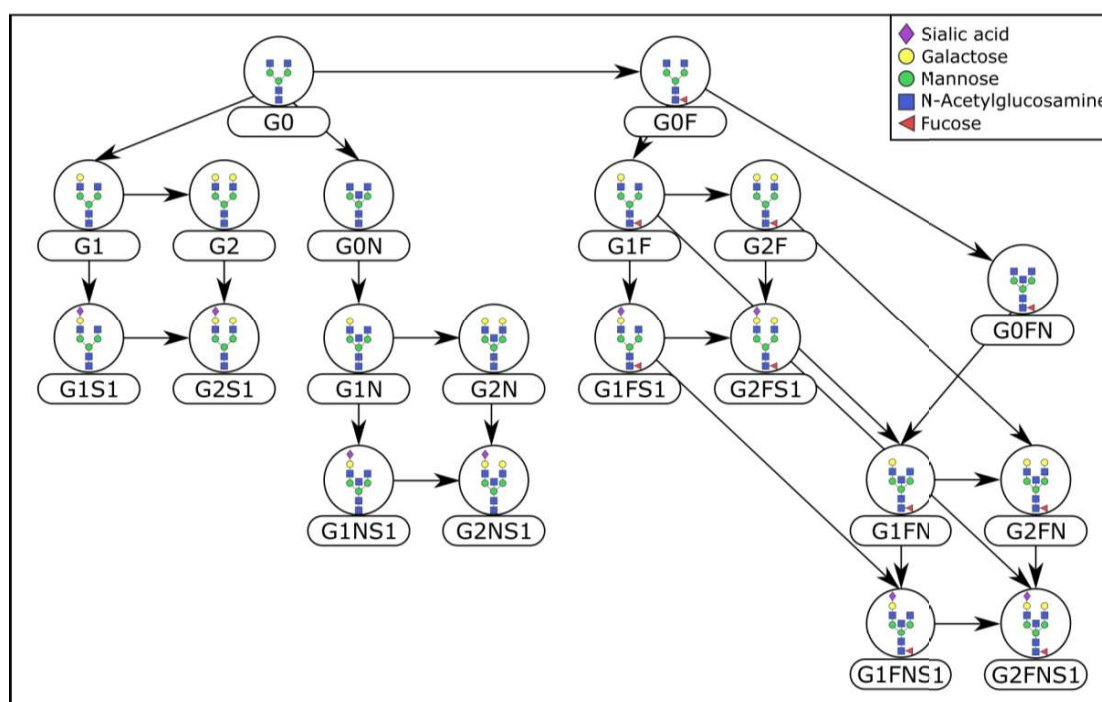 Sialic acid
Galactose
Mannose
N-Acetylglucosamine
Fucose
G0
G0F
G1
G2
G0N
G1F
G2F
G0FN
G1S1
G2S1
G1N
G2N
G1FS1
G2FS1
G1NS1
G2NS1
G1FN
G2FN
G1FNS1
G2FNS1